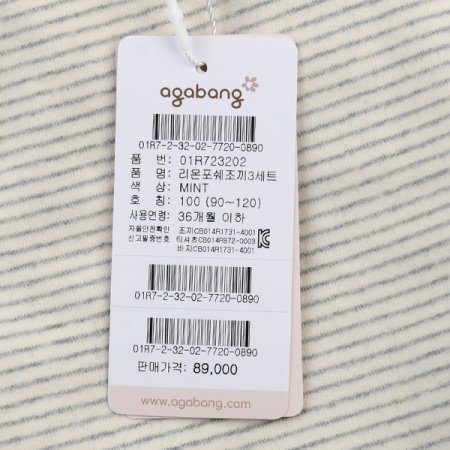 agabang
01R7-2-32-02-7720-0890
품 번: 01R723202
품 명: 리온포쉐조끼3세트
색 상: MINT
호 칭: 100 (90~120)
사용연령: 36개월 이하
자율안전확인 조끼CB014R1731-4001
신고필증번호 티셔츠CB014R972-0003
바지CB014R1731-4001
01R7-2-32-02-7720-0890
01R7-2-32-02-7720-0890
판매가격: 89,000
www.agabang.com